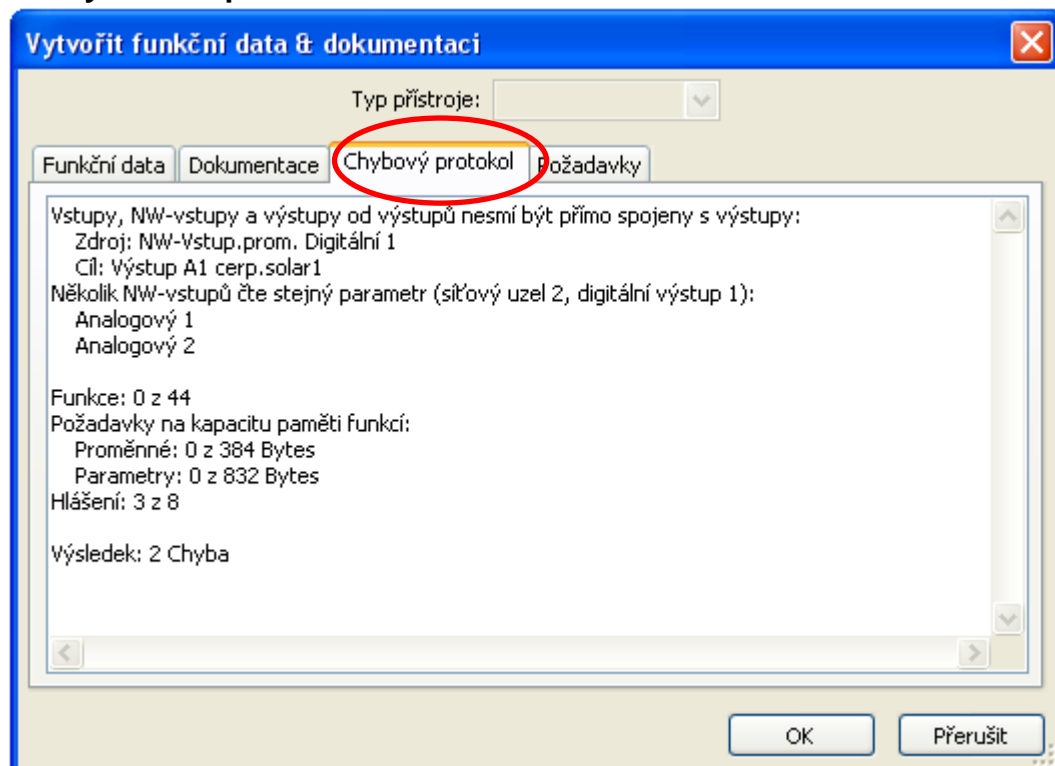 Vytvořit funkční data & dokumentaci
Typ přístroje:
Funkční data Dokumentace Chybový protokol Požadavky
Vstupy, NW-vstupy a výstupy od výstupů nesmí být přímo spojeny s výstupy:
Zdroj: NW-Vstup.prom. Digitální 1
Cíl: Výstup A1 cerp.solar1
Několik NW-vstupů čte stejný parametr (síťový uzel 2, digitální výstup 1):
Analogový 1
Analogový 2
Funkce: 0 z 44
Požadavky na kapacitu paměti funkcí:
Proměnné: 0 z 384 Bytes
Parametry: 0 z 832 Bytes
Hlášení: 3 z 8
Výsledek: 2 Chyba
OK Přerušit